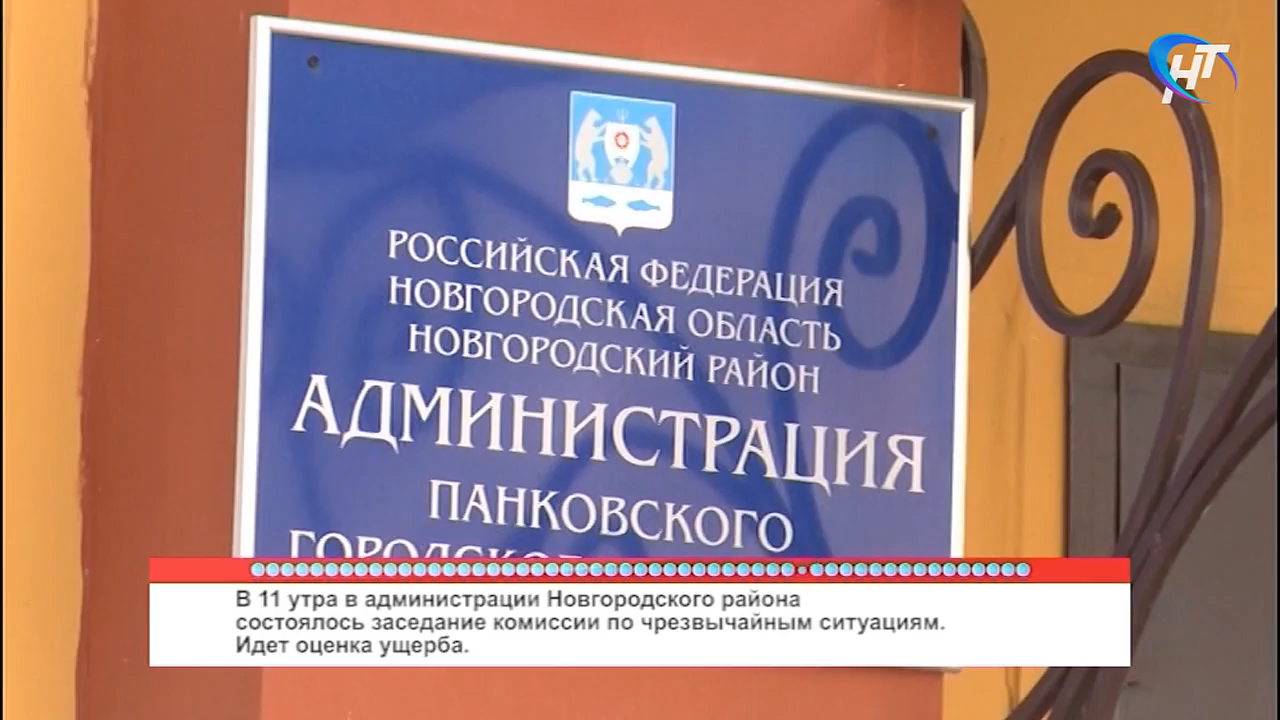 НТ
РОССИЙСКАЯ ФЕДЕРАЦИЯ
НОВГОРОДСКАЯ ОБЛАСТЬ
НОВГОРОДСКИЙ РАЙОН
АДМИНИСТРАЦИЯ
ПАНКОВСКОГО
В 11 утра в администрации Новгородского района
состоялось заседание комиссии по чрезвычайным ситуациям.
Идет оценка ущерба.